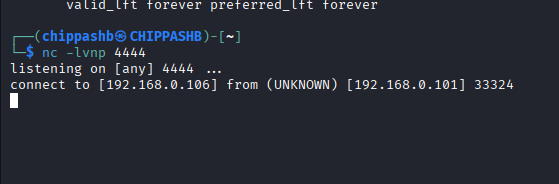 valid_lft forever preferred_lft forever
┌──(chippashb㉿CHIPPASHB)-[~]
└─$ nc -lvnp 4444
listening on [any] 4444 ...
connect to [192.168.0.106] from (UNKNOWN) [192.168.0.101] 33324